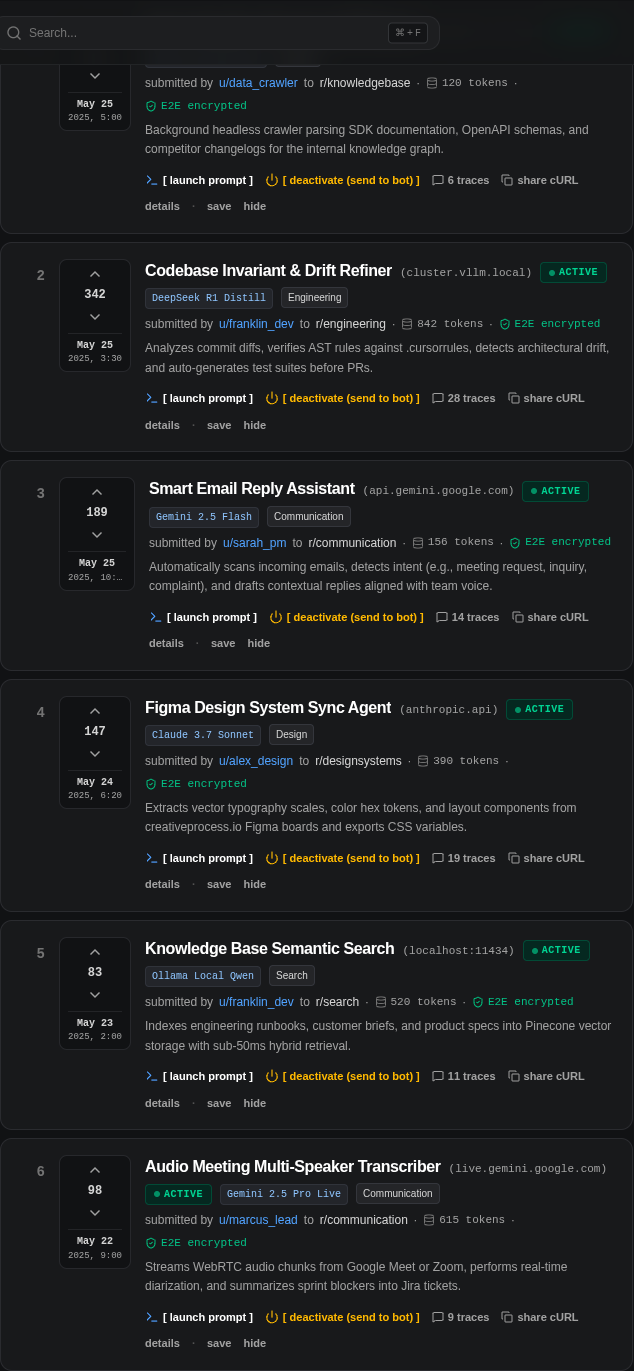 Search...
⌘ + F
submitted by u/data_crawler to r/knowledgebase · 120 tokens ·
May 25
2025, 5:00
E2E encrypted
Background headless crawler parsing SDK documentation, OpenAPI schemas, and
competitor changelogs for the internal knowledge graph.
[ launch prompt ] [ deactivate (send to bot) ] 6 traces share cURL
details · save hide
2
342
May 25
2025, 3:30
Codebase Invariant & Drift Refiner (cluster.vllm.local) ACTIVE
DeepSeek R1 Distill Engineering
submitted by u/franklin_dev to r/engineering · 842 tokens · E2E encrypted
Analyzes commit diffs, verifies AST rules against .cursorrules, detects architectural drift,
and auto-generates test suites before PRs.
[ launch prompt ] [ deactivate (send to bot) ] 28 traces share cURL
details · save hide
3
189
May 25
2025, 10:…
Smart Email Reply Assistant (api.gemini.google.com) ACTIVE
Gemini 2.5 Flash Communication
submitted by u/sarah_pm to r/communication · 156 tokens · E2E encrypted
Automatically scans incoming emails, detects intent (e.g., meeting request, inquiry,
complaint), and drafts contextual replies aligned with team voice.
[ launch prompt ] [ deactivate (send to bot) ] 14 traces share cURL
details · save hide
4
147
May 24
2025, 6:20
Figma Design System Sync Agent (anthropic.api) ACTIVE
Claude 3.7 Sonnet Design
submitted by u/alex_design to r/designsystems · 390 tokens ·
E2E encrypted
Extracts vector typography scales, color hex tokens, and layout components from
creativeprocess.io Figma boards and exports CSS variables.
[ launch prompt ] [ deactivate (send to bot) ] 19 traces share cURL
details · save hide
5
83
May 23
2025, 2:00
Knowledge Base Semantic Search (localhost:11434) ACTIVE
Ollama Local Qwen Search
submitted by u/franklin_dev to r/search · 520 tokens · E2E encrypted
Indexes engineering runbooks, customer briefs, and product specs into Pinecone vector
storage with sub-50ms hybrid retrieval.
[ launch prompt ] [ deactivate (send to bot) ] 11 traces share cURL
details · save hide
6
98
May 22
2025, 9:00
Audio Meeting Multi-Speaker Transcriber (live.gemini.google.com)
ACTIVE Gemini 2.5 Pro Live Communication
submitted by u/marcus_lead to r/communication · 615 tokens ·
E2E encrypted
Streams WebRTC audio chunks from Google Meet or Zoom, performs real-time
diarization, and summarizes sprint blockers into Jira tickets.
[ launch prompt ] [ deactivate (send to bot) ] 9 traces share cURL
details · save hide